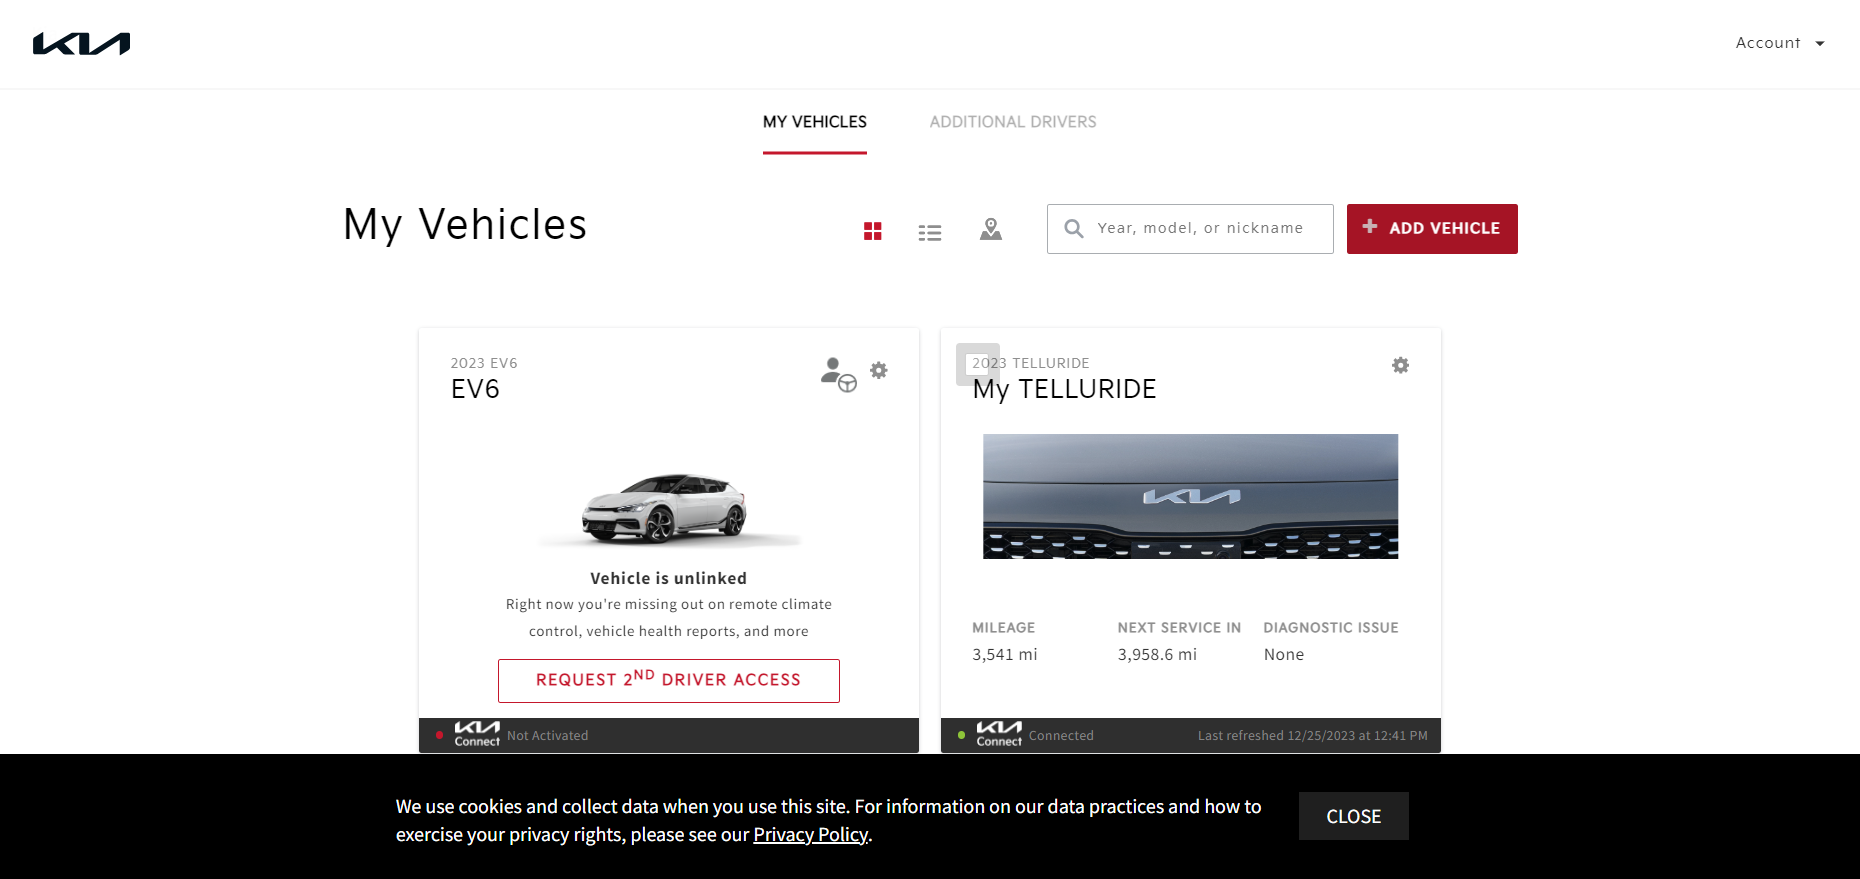 KIA
Account
MY VEHICLES
ADDITIONAL DRIVERS
My Vehicles
Year, model, or nickname
ADD VEHICLE
2023 EV6
EV6
Vehicle is unlinked
Right now you're missing out on remote climate
control, vehicle health reports, and more
REQUEST 2ND DRIVER ACCESS
KIA
Connect
Not Activated
2023 TELLURIDE
My TELLURIDE
KIA
MILEAGE
NEXT SERVICE IN
DIAGNOSTIC ISSUE
3,541 mi
3,958.6 mi
None
KIA
Connect
Connected
Last refreshed 12/25/2023 at 12:41 PM
We use cookies and collect data when you use this site. For information on our data practices and how to
exercise your privacy rights, please see our Privacy Policy.
CLOSE